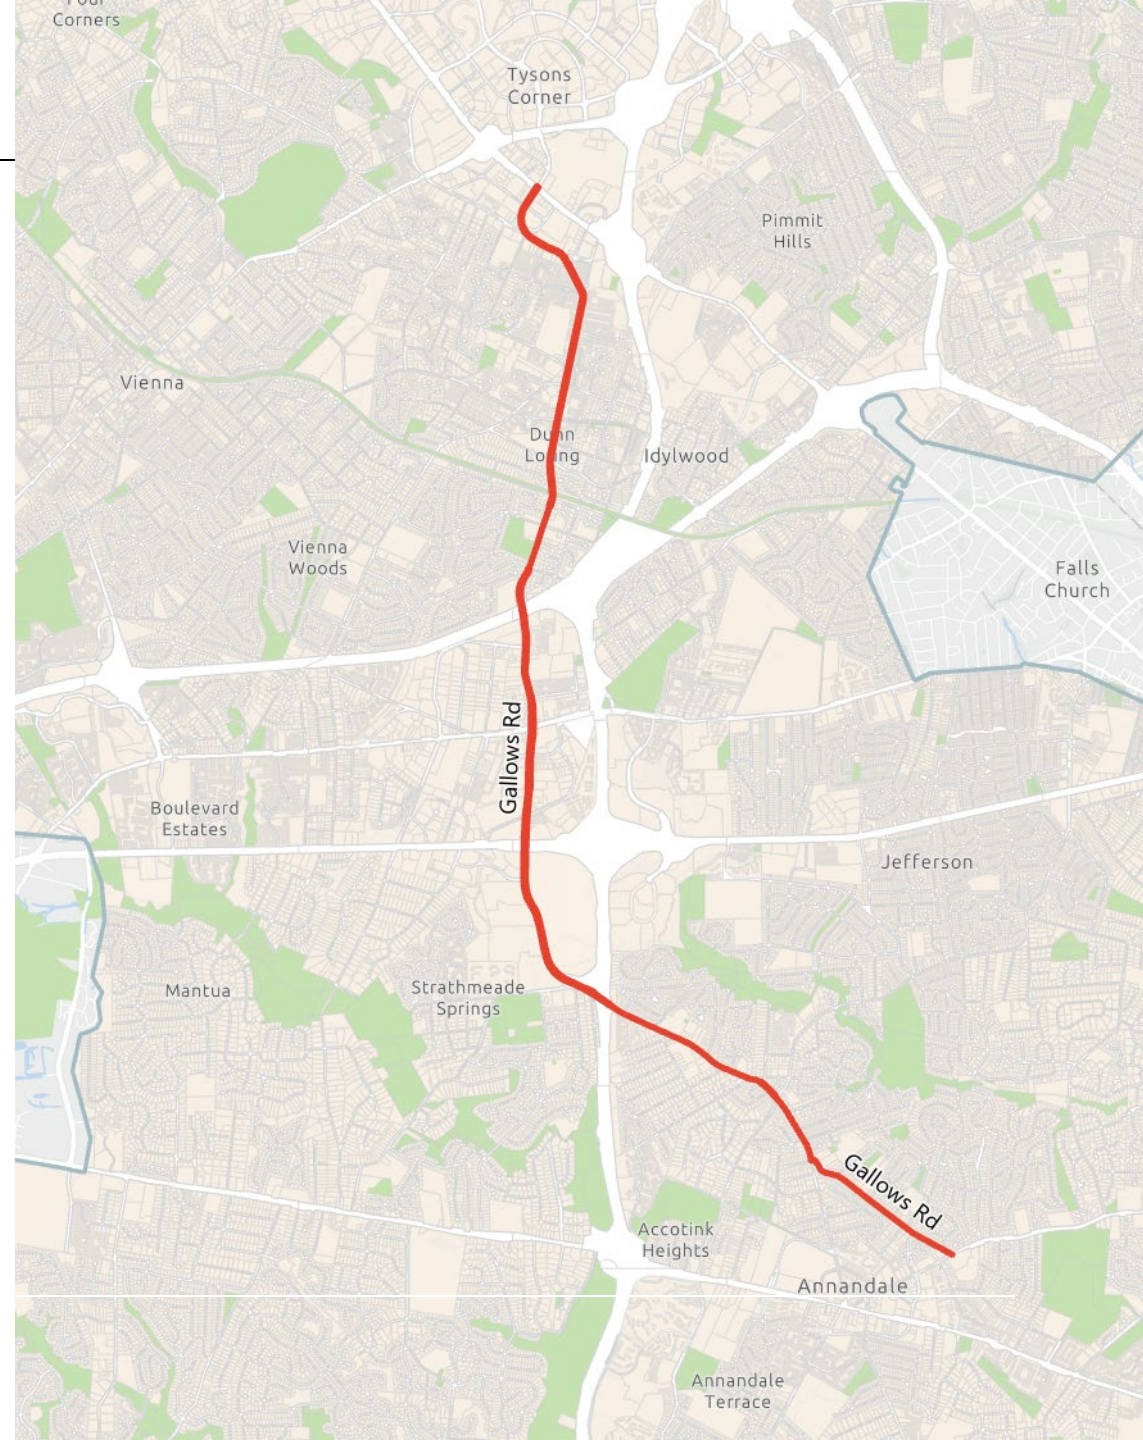 Corners
Tysons
Corner
Pimmit
Hills
Vienna
Dunn
Loring
Idylwood
Vienna
Woods
Falls
Church
Gallows Rd
Boulevard
Estates
Jefferson
Mantua
Strathmeade
Springs
Gallows Rd
Accotink
Heights
Annandale
Annandale
Terrace